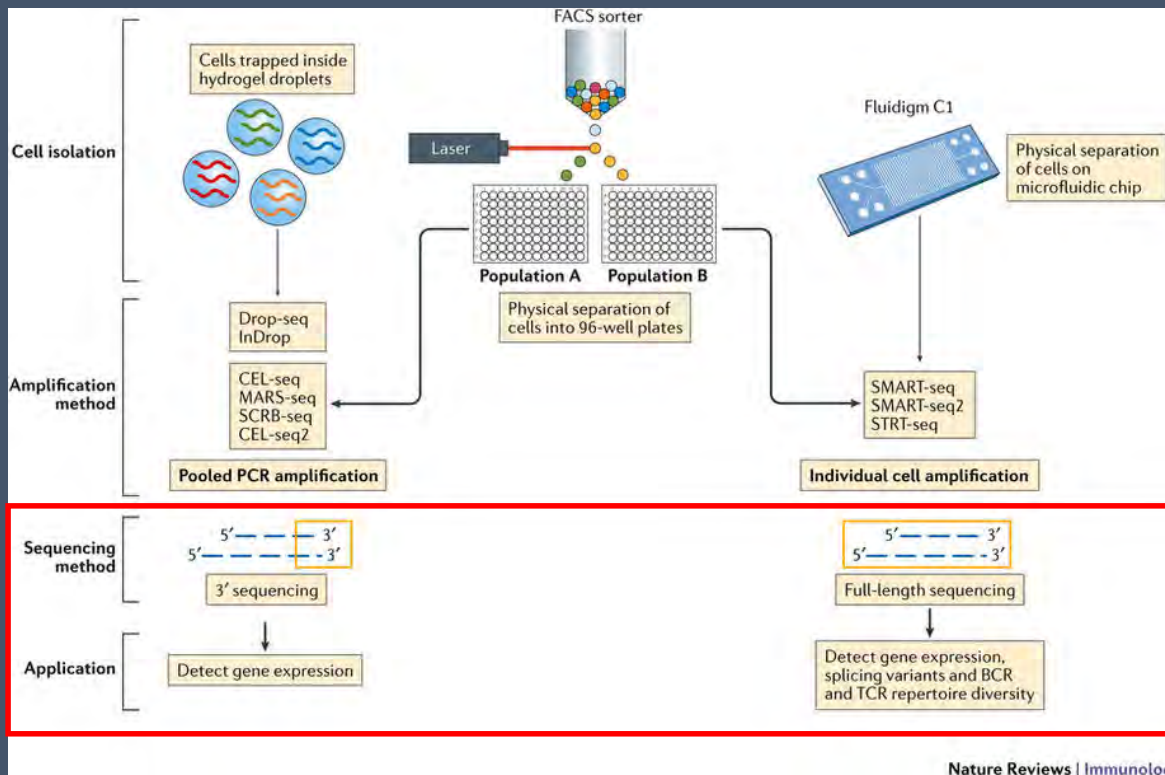 FACS sorter
Cells trapped inside
hydrogel droplets
Fluidigm C1
Cell isolation
Laser
Physical separation
of cells on
microfluidic chip
Population A
Population B
Physical separation of
cells into 96-well plates
Drop-seq
InDrop
Amplification
method
CEL-seq
MARS-seq
SCRB-seq
CEL-seq2
SMART-seq
SMART-seq2
STRT-seq
Pooled PCR amplification
Individual cell amplification
Sequencing
method
5′ 3′
5′ 3′
3′ sequencing
5′ 3′
5′ 3′
Full-length sequencing
Application
Detect gene expression
Detect gene expression,
splicing variants and BCR
and TCR repertoire diversity
Nature Reviews | Immunolo